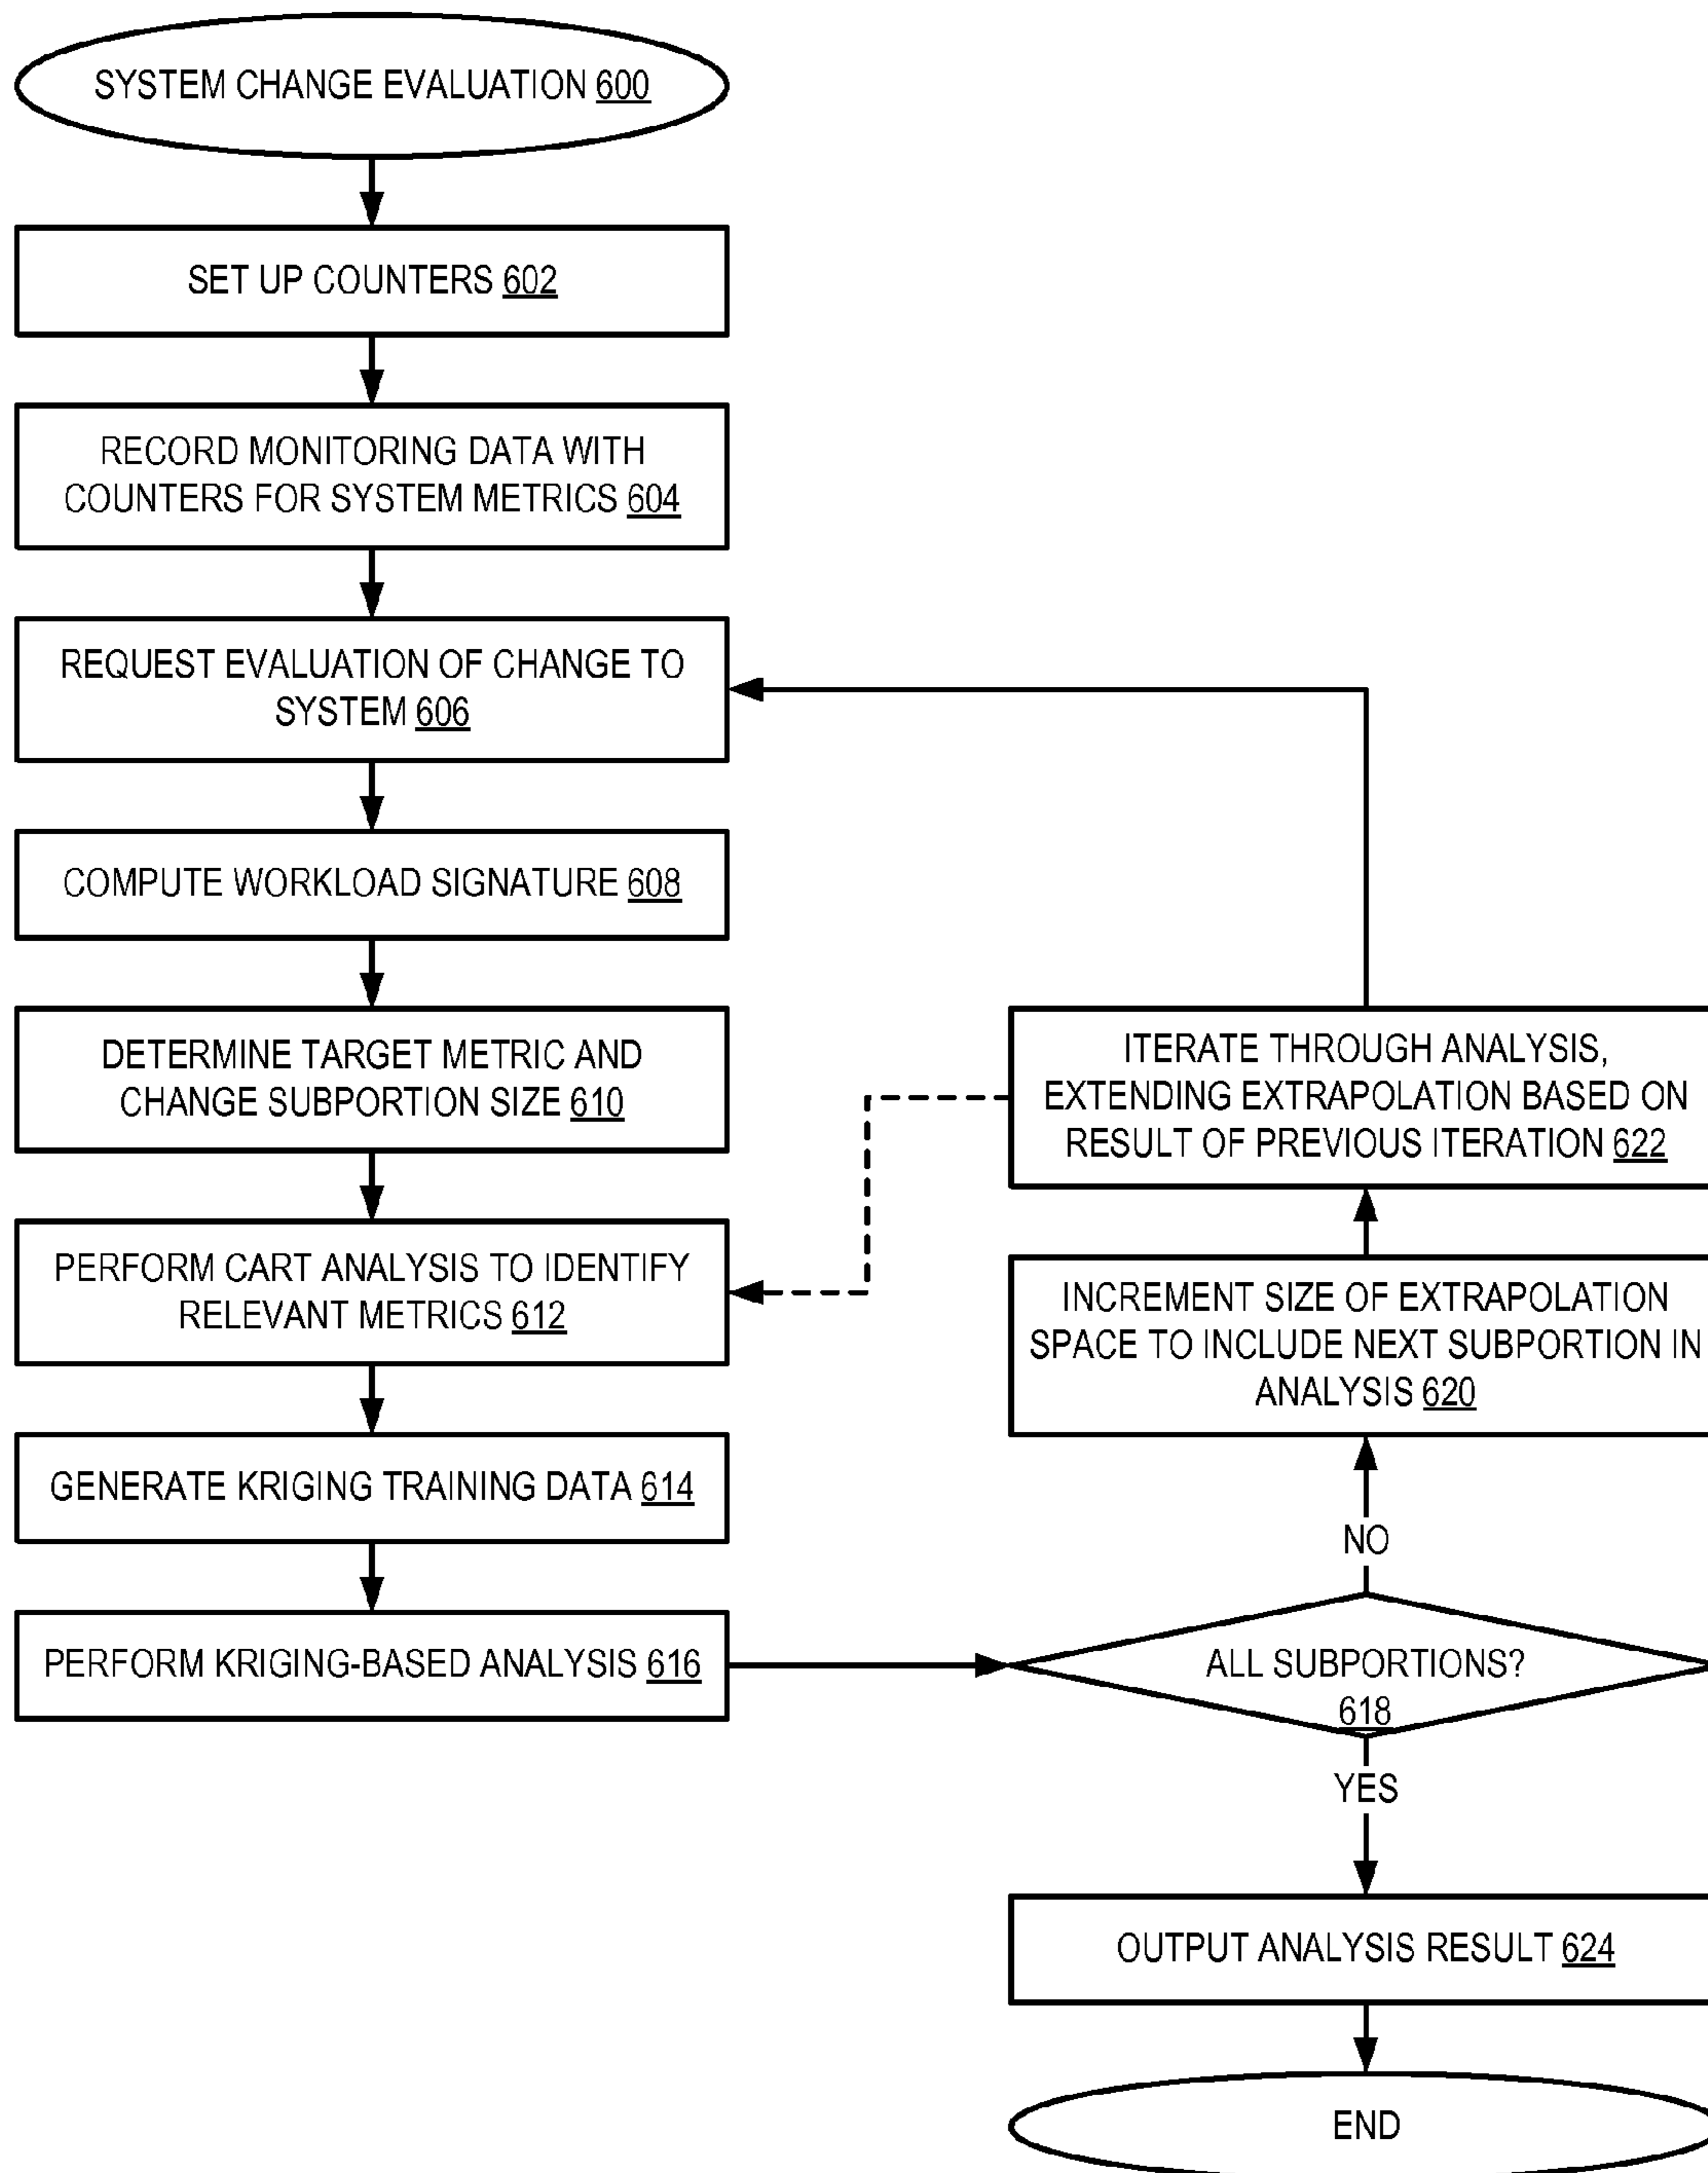 SYSTEM CHANGE EVALUATION 600
SET UP COUNTERS 602
RECORD MONITORING DATA WITH
COUNTERS FOR SYSTEM METRICS 604
REQUEST EVALUATION OF CHANGE TO
SYSTEM 606
COMPUTE WORKLOAD SIGNATURE 608
DETERMINE TARGET METRIC AND
CHANGE SUBPORTION SIZE 610
PERFORM CART ANALYSIS TO IDENTIFY
RELEVANT METRICS 612
GENERATE KRIGING TRAINING DATA 614
PERFORM KRIGING-BASED ANALYSIS 616
ALL SUBPORTIONS?
618
NO
INCREMENT SIZE OF EXTRAPOLATION
SPACE TO INCLUDE NEXT SUBPORTION IN
ANALYSIS 620
ITERATE THROUGH ANALYSIS,
EXTENDING EXTRAPOLATION BASED ON
RESULT OF PREVIOUS ITERATION 622
YES
OUTPUT ANALYSIS RESULT 624
END